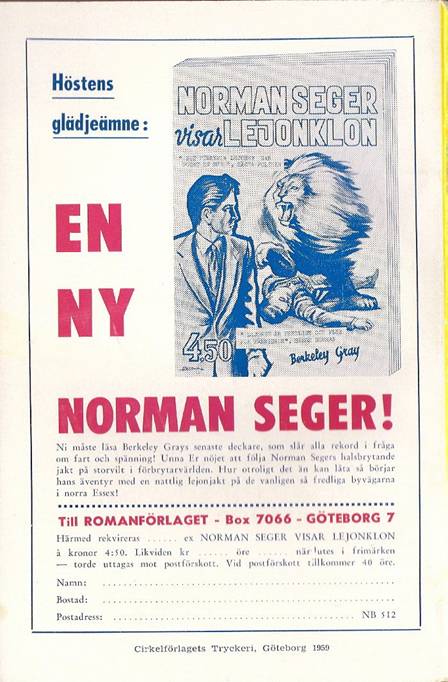 Höstens
glädjeämne:
NORMAN SEGER
visar LEJONKLON
4.50
Berkeley Gray
EN
NY
NORMAN SEGER!
Ni måste läsa Berkeley Grays senaste deckare, som slår alla rekord i fråga
om fart och spänning! Unna Er nöjet att följa Norman Segers halsbrytande
jakt på storvilt i förbrytarvärlden. Hur otroligt det än kan låta så börjar
hans äventyr med en nattlig lejonjakt på de vanligen så fredliga byvägarna
i norra Essex!
Till ROMANFÖRLAGET - Box 7066 - GÖTEBORG 7
Härmed rekvireras ...... ex NORMAN SEGER VISAR LEJONKLON
à kronor 4:50. Likviden kr ...... öre ...... närslutes i frimärken
— torde uttagas mot postförskott. Vid postförskott tillkommer 40 öre.
Namn:
Bostad:
Postadress: NB 512
Cirkelförlagets Tryckeri, Göteborg 1959